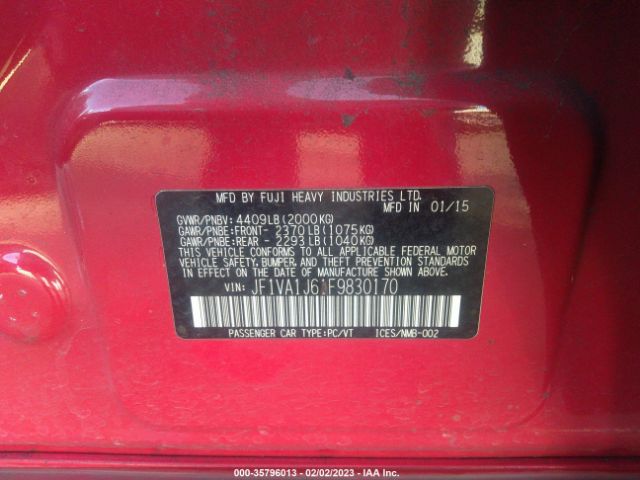 MFD BY FUJI HEAVY INDUSTRIES LTD.
MFD IN 01/15
GVWR/PNBV: 4409LB(2000KG)
GAWR/PNBE:FRONT- 2370LB(1075KG)
GAWR/PNBE:REAR - 2293LB(1040KG)
THIS VEHICLE CONFORMS TO ALL APPLICABLE FEDERAL MOTOR
VEHICLE SAFETY, BUMPER, AND THEFT PREVENTION STANDARDS
IN EFFECT ON THE DATE OF MANUFACTURE SHOWN ABOVE.
VIN:
PASSENGER CAR TYPE:PC/VT ICES/NMB-002
000-35796013 - 02/02/2023 - IAA Inc.